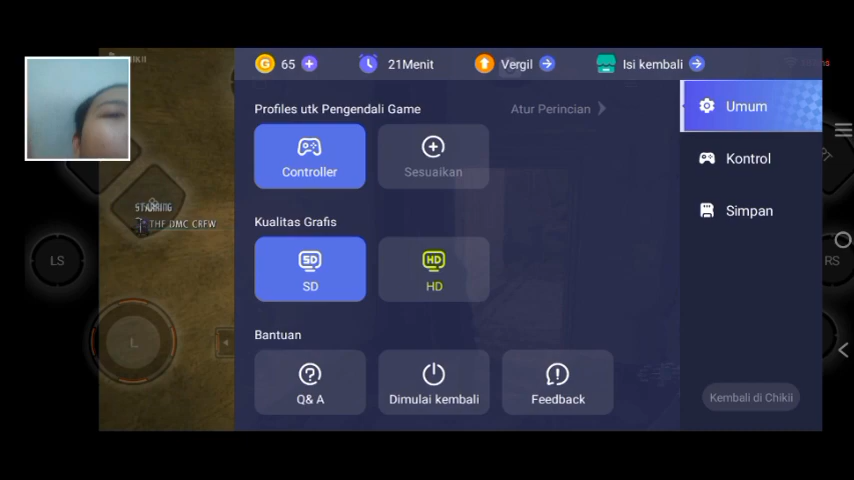 65
21Menit
Vergil
Isi kembali
Profiles utk Pengendali Game
Atur Perincian
Umum
Controller
Sesuaikan
Kontrol
STARRING
THE DMC CREW
Simpan
Kualitas Grafis
LS
SD
SD
HD
HD
RS
Bantuan
L
Q& A
Dimulai kembali
Feedback
Kembali di Chikii